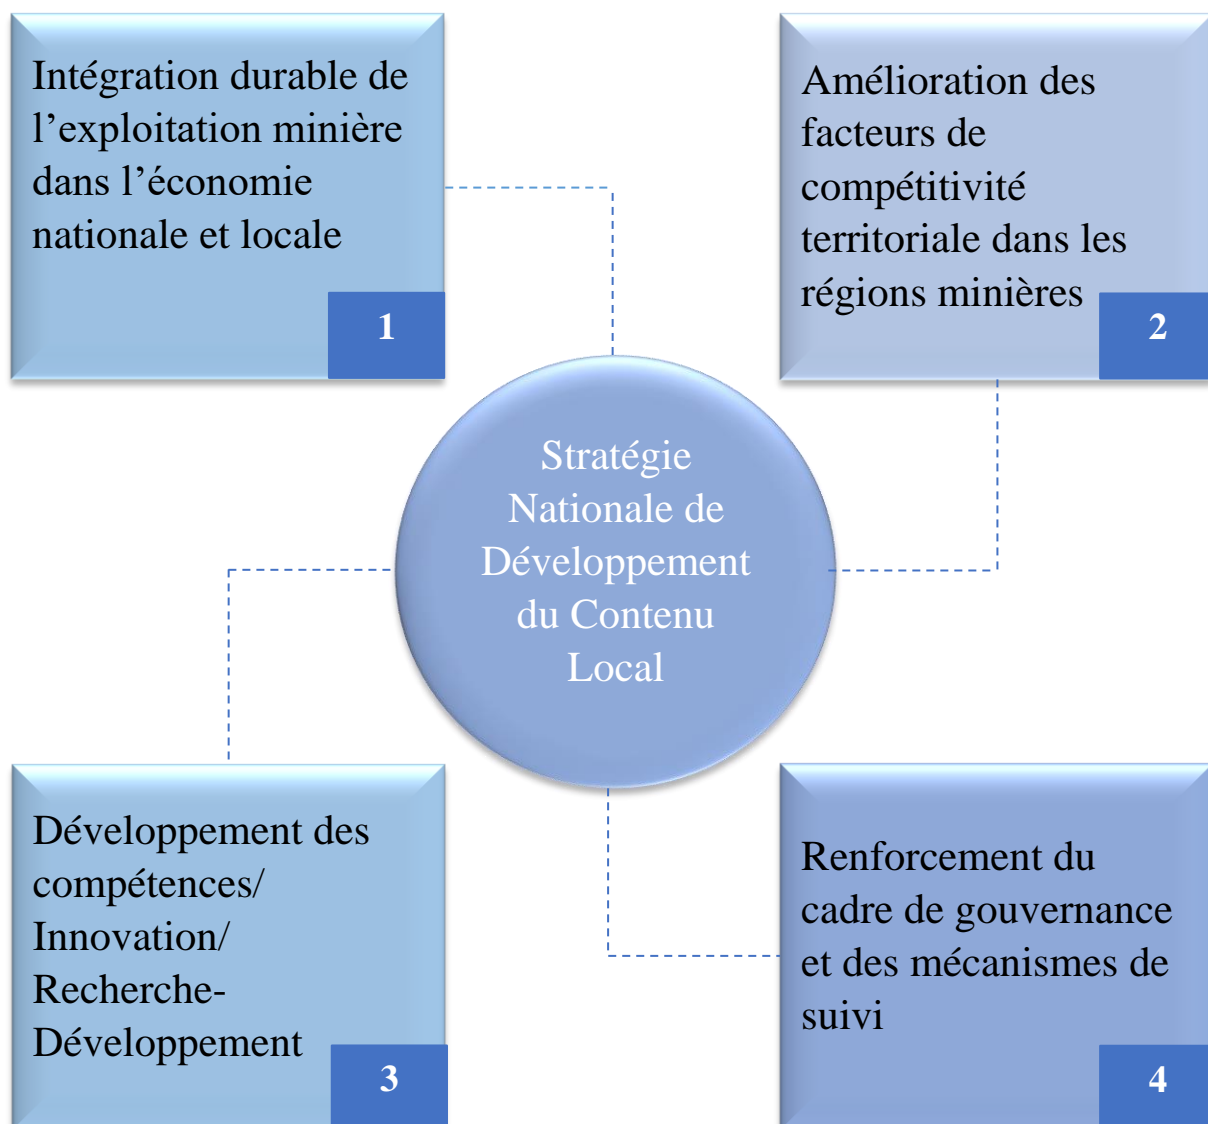 Intégration durable de
l’exploitation minière
dans l’économie
nationale et locale
1
Amélioration des
facteurs de
compétitivité
territoriale dans les
régions minières
2
Stratégie
Nationale de
Développement
du Contenu
Local
Développement des
compétences/
Innovation/
Recherche-
Développement
3
Renforcement du
cadre de gouvernance
et des mécanismes de
suivi
4